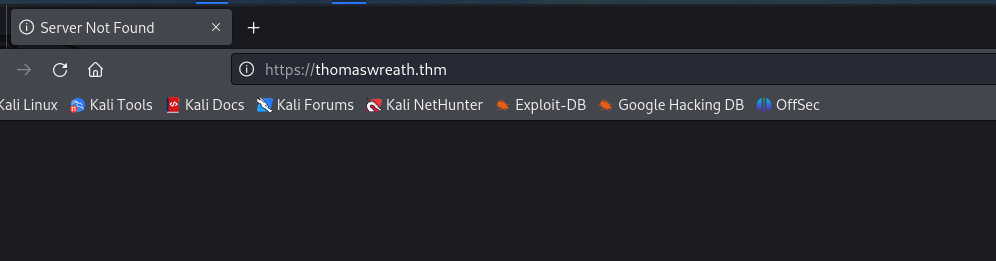 Server Not Found
https://thomaswreath.thm
Kali Linux Kali Tools Kali Docs Kali Forums Kali NetHunter Exploit-DB Google Hacking DB OffSec